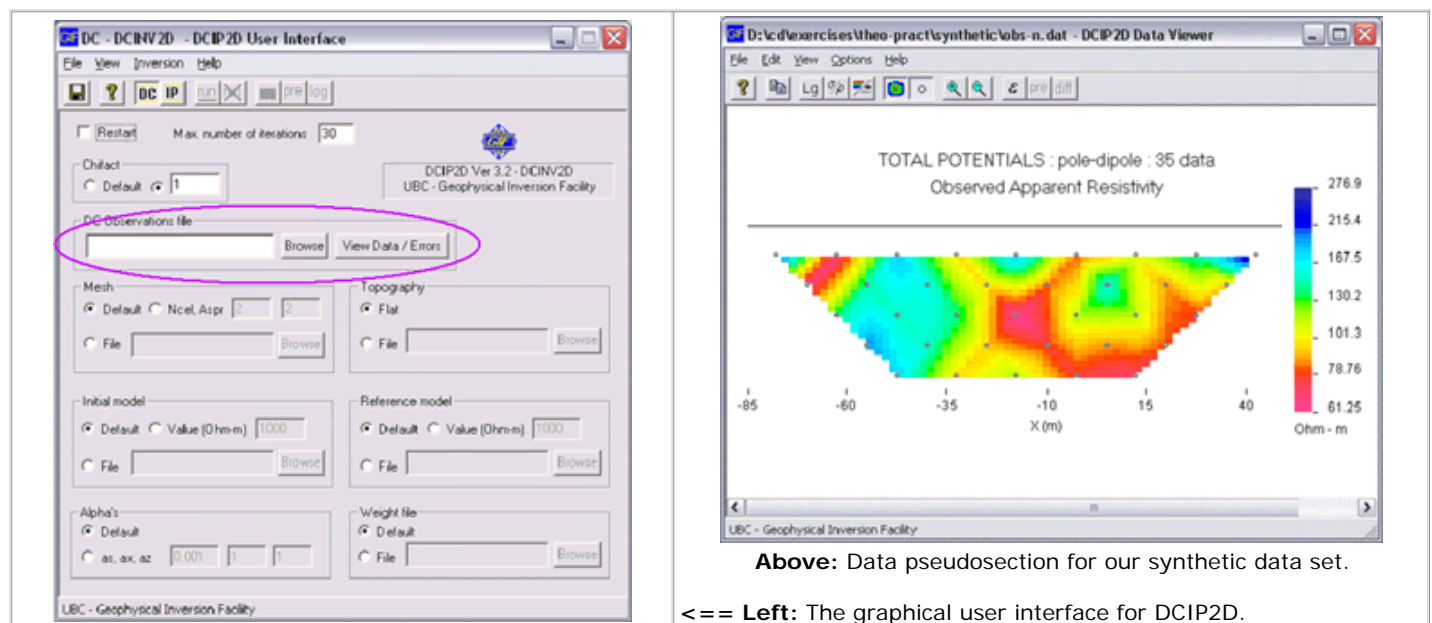 DC - DCINV2D - DCIP2D User Interface
File View Inversion Help
DC IP run pre log
Restart Max. number of iterations 30
Chifact
Default 1
DCIP2D Ver 3.2 - DCINV2D
UBC - Geophysical Inversion Facility
DC Observations file
Browse View Data / Errors
Mesh
Default Ncel, Aspr 2 2
File Browse
Topography
Flat
File Browse
Initial model
Default Value (Ohm-m) 1000
File Browse
Reference model
Default Value (Ohm-m) 1000
File Browse
Alpha's
Default
as, ax, az 0.001 1 1
Weight file
Default
File Browse
UBC - Geophysical Inversion Facility
D:\cd\exercises\theo-pract\synthetic\obs-n.dat - DCIP2D Data Viewer
File Edit View Options Help
Lg pre diff
TOTAL POTENTIALS : pole-dipole : 35 data
Observed Apparent Resistivity
276.9
215.4
167.5
130.2
101.3
78.76
61.25
Ohm - m
-85 -60 -35 -10 15 40
X (m)
UBC - Geophysical Inversion Facility
Above: Data pseudosection for our synthetic data set.
<== Left: The graphical user interface for DCIP2D.